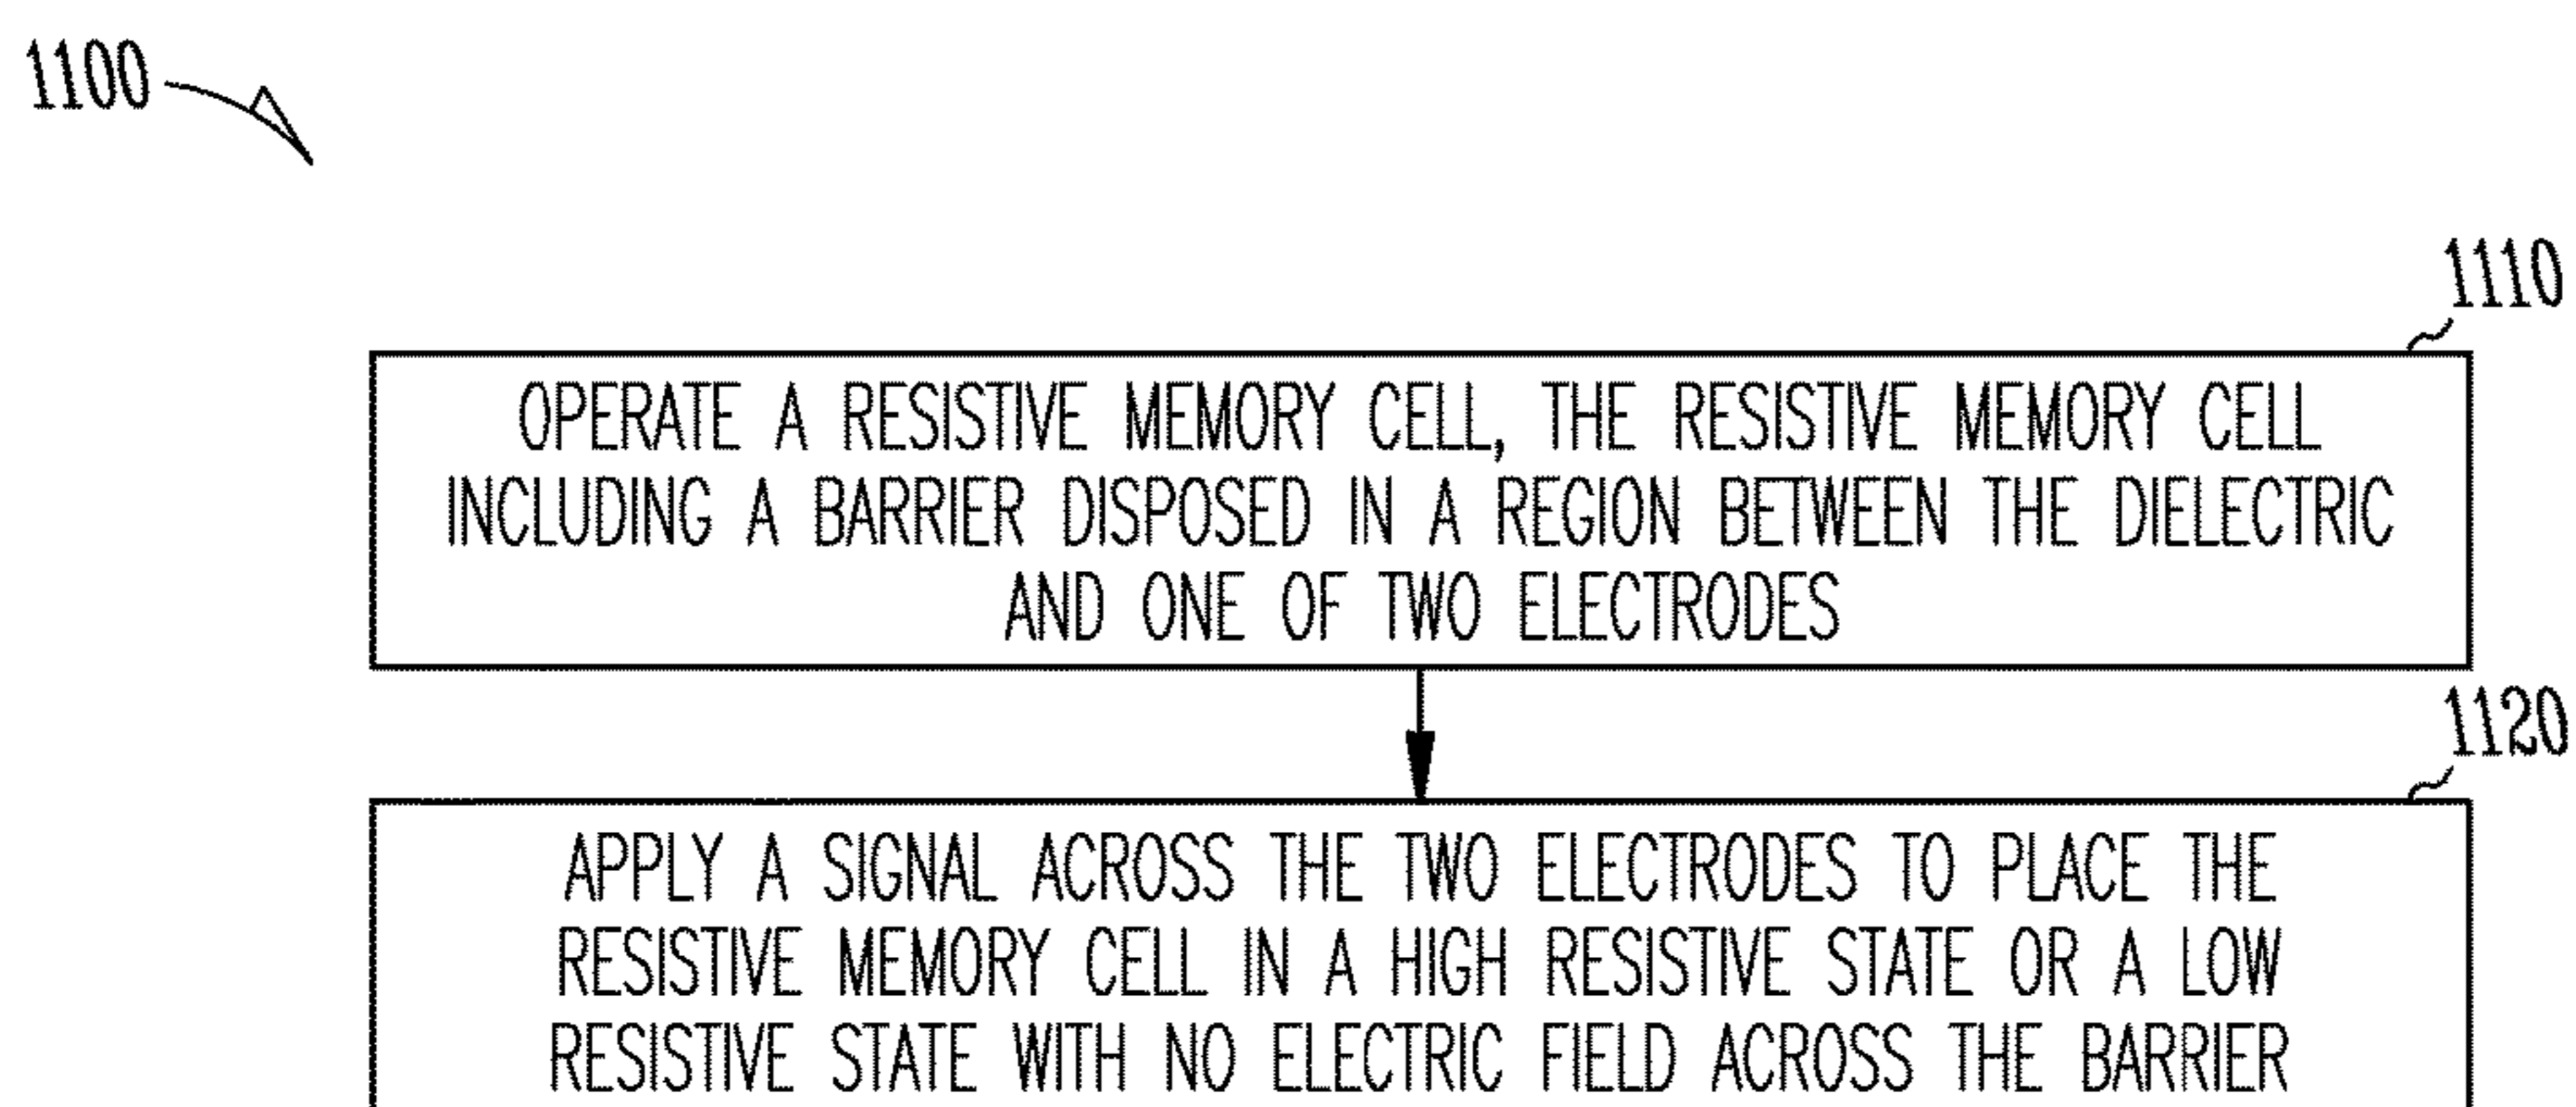 1100
1110
OPERATE A RESISTIVE MEMORY CELL, THE RESISTIVE MEMORY CELL
INCLUDING A BARRIER DISPOSED IN A REGION BETWEEN THE DIELECTRIC
AND ONE OF TWO ELECTRODES
1120
APPLY A SIGNAL ACROSS THE TWO ELECTRODES TO PLACE THE
RESISTIVE MEMORY CELL IN A HIGH RESISTIVE STATE OR A LOW
RESISTIVE STATE WITH NO ELECTRIC FIELD ACROSS THE BARRIER